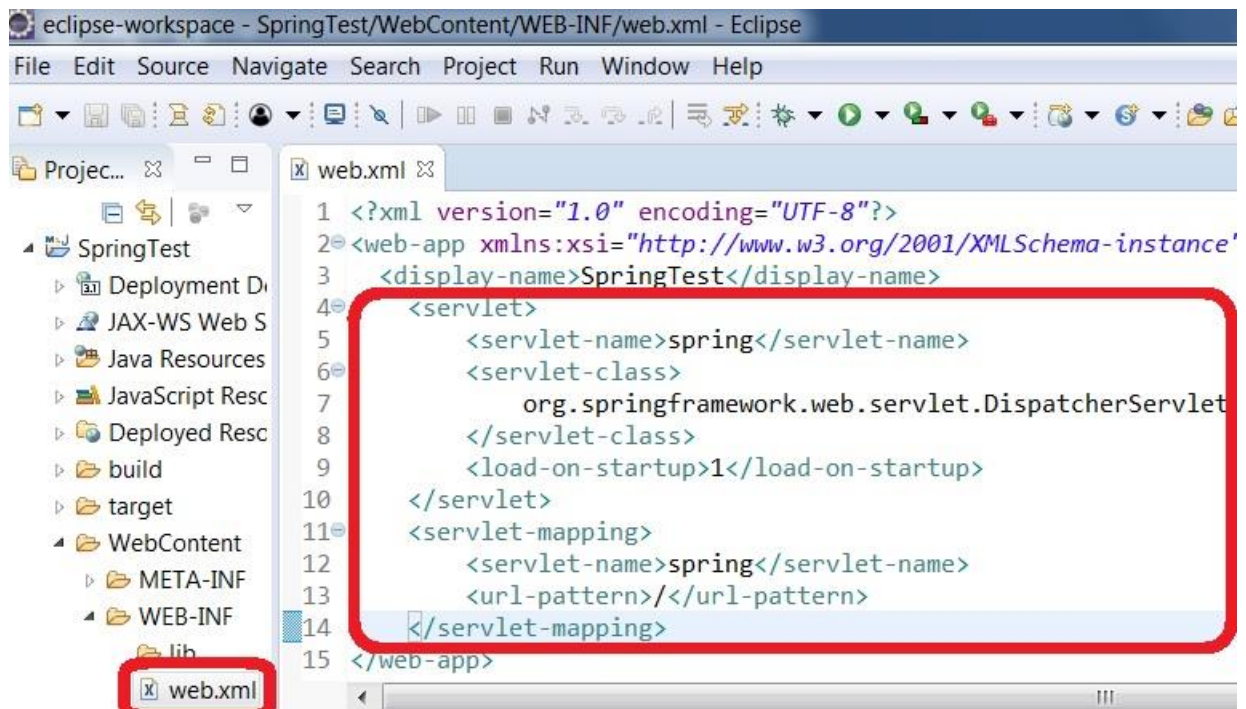 eclipse-workspace - SpringTest/WebContent/WEB-INF/web.xml - Eclipse
File Edit Source Navigate Search Project Run Window Help
Projec...
web.xml
SpringTest
Deployment De
JAX-WS Web S
Java Resources
JavaScript Resc
Deployed Resc
build
target
WebContent
META-INF
WEB-INF
lib
web.xml
1 <?xml version="1.0" encoding="UTF-8"?>
2 <web-app xmlns:xsi="http://www.w3.org/2001/XMLSchema-instance"
3 <display-name>SpringTest</display-name>
4 <servlet>
5 <servlet-name>spring</servlet-name>
6 <servlet-class>
7 org.springframework.web.servlet.DispatcherServlet
8 </servlet-class>
9 <load-on-startup>1</load-on-startup>
10 </servlet>
11 <servlet-mapping>
12 <servlet-name>spring</servlet-name>
13 <url-pattern>/</url-pattern>
14 </servlet-mapping>
15 </web-app>